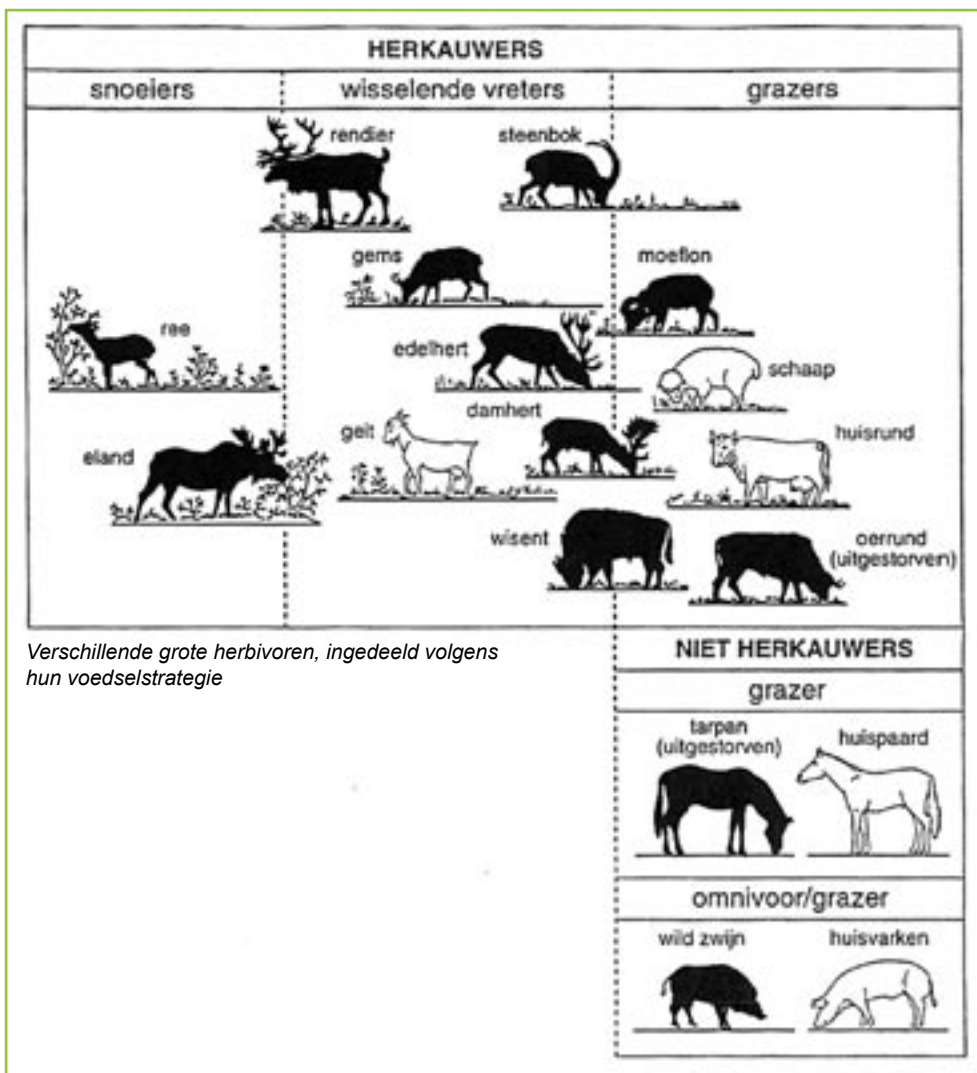 HERKAUWERS
snoeiers
wisselende vreters
grazers
rendier
steenbok
gems
moeflon
ree
edelhert
schaap
damhert
geit
huisrund
eland
wisent
oerrund
(uitgestorven)
Verschillende grote herbivoren, ingedeeld volgens
hun voedselstrategie
NIET HERKAUWERS
grazer
tarpan
(uitgestorven)
huispaard
omnivoor/grazer
wild zwijn
huisvarken